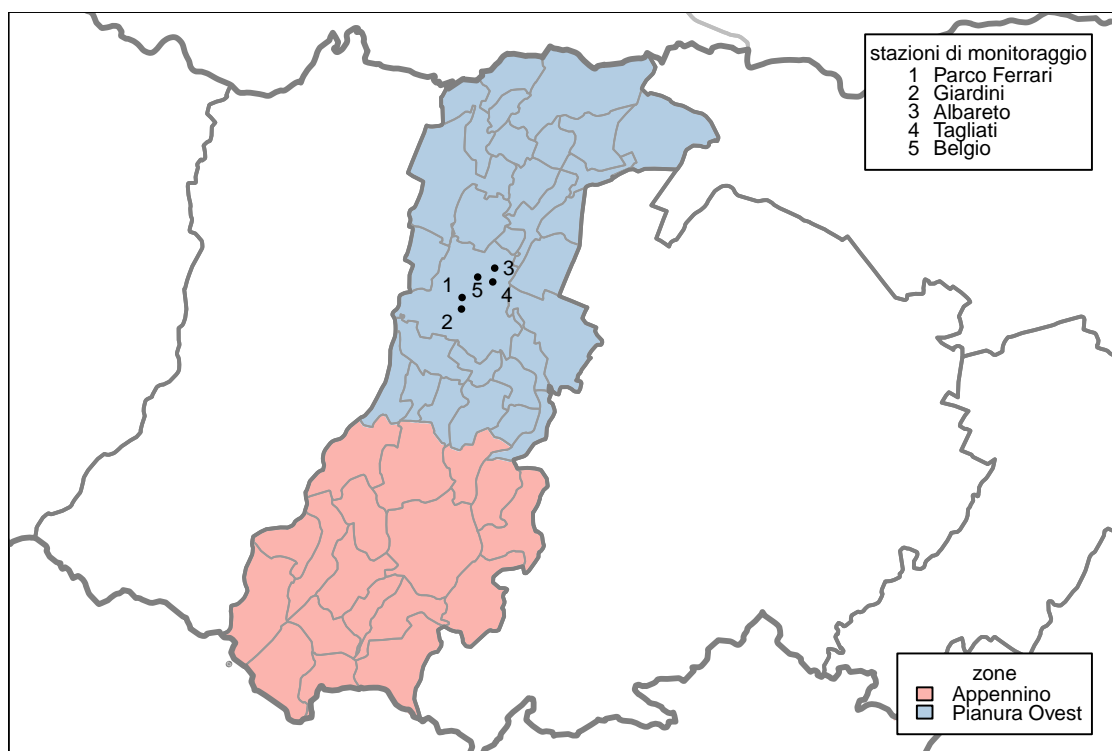 stazioni di monitoraggio
1 Parco Ferrari
2 Giardini
3 Albareto
4 Tagliati
5 Belgio
3
5
4
1
2
zone
Appennino
Pianura Ovest